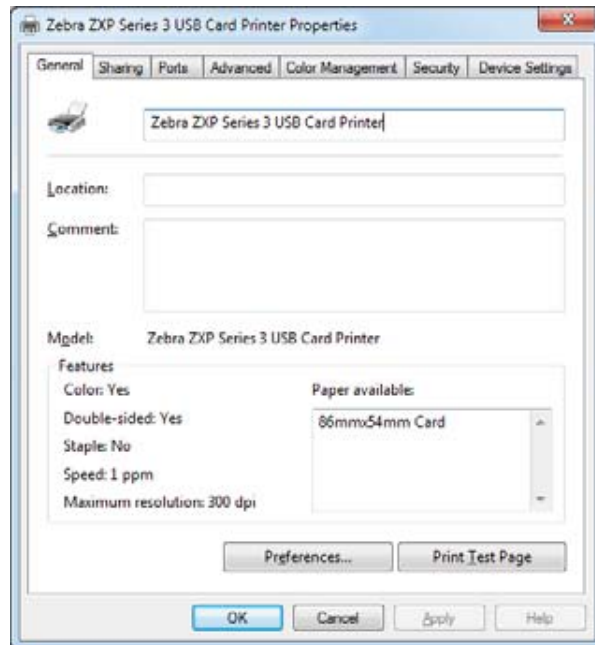 Zebra ZXP Series 3 USB Card Printer Properties
General Sharing Ports Advanced Color Management Security Device Settings
Zebra ZXP Series 3 USB Card Printer
Location:
Comment:
Model: Zebra ZXP Series 3 USB Card Printer
Features
Color: Yes Paper available:
Double-sided: Yes 86mmx54mm Card
Staple: No
Speed: 1 ppm
Maximum resolution: 300 dpi
Preferences... Print Test Page
OK Cancel Apply Help